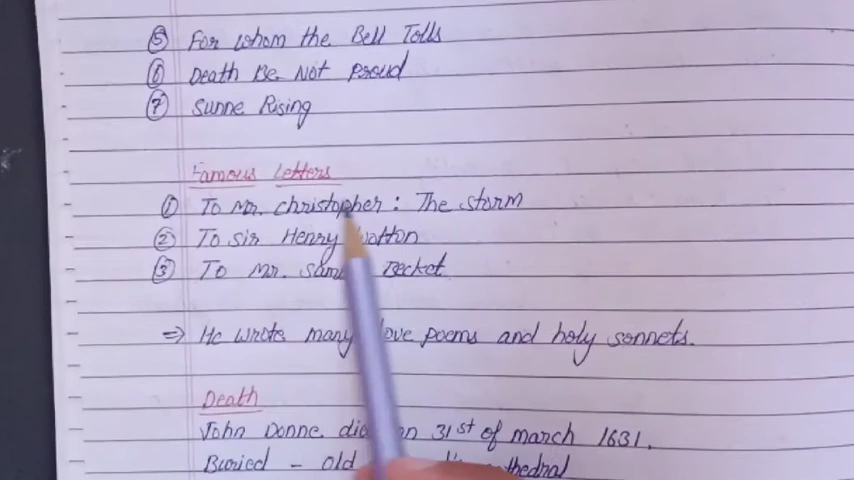 ⑤ For whom the Bell Tolls
⑥ Death Be Not Proud
⑦ Sunne Rising
Famous Letters
① To Mr. Christopher : The Storm
② To Sir Henry Wotton
③ To Mr. Becket
⇒ He wrote many love poems and holy sonnets.
Death
John Donne on 31st of march 1631.
Buried - old